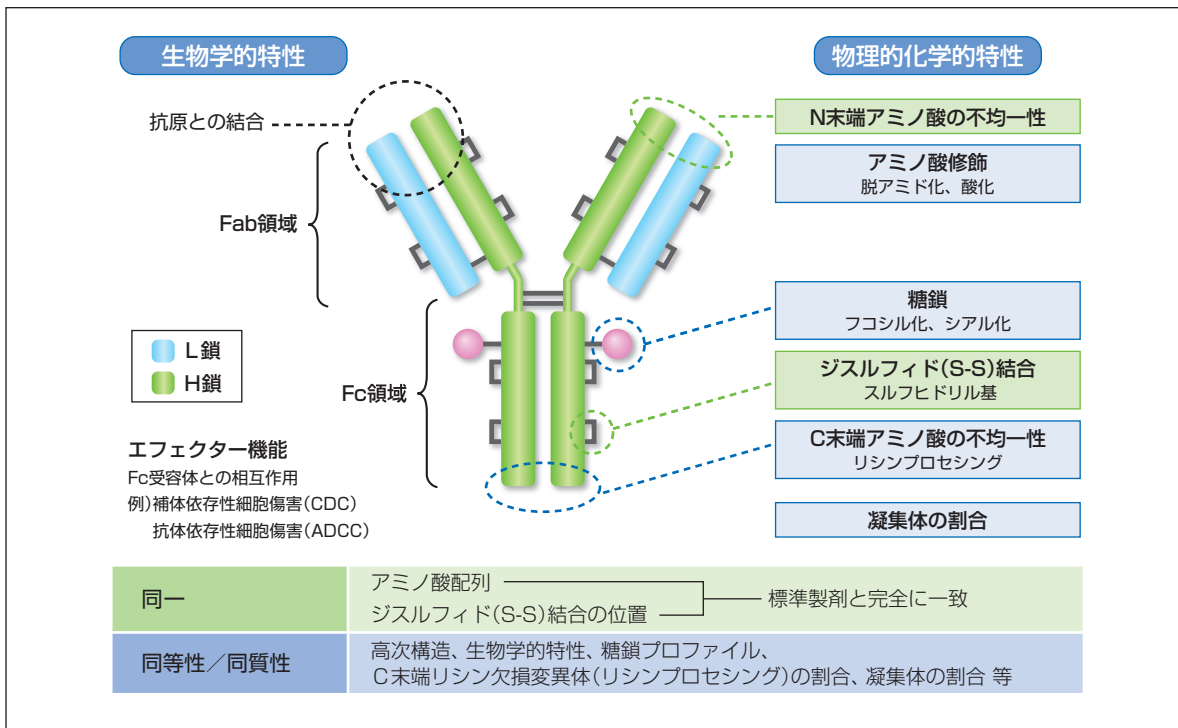 生物学的特性
物理的化学的特性
抗原との結合
Fab領域
L鎖
H鎖
Fc領域
エフェクター機能
Fc受容体との相互作用
例)補体依存性細胞傷害(CDC)
抗体依存性細胞傷害(ADCC)
N末端アミノ酸の不均一性
アミノ酸修飾
脱アミド化、酸化
糖鎖
フコシル化、シアル化
ジスルフィド(S-S)結合
スルフヒドリル基
C末端アミノ酸の不均一性
リシンプロセシング
凝集体の割合
同一
アミノ酸配列
ジスルフィド(S-S)結合の位置
標準製剤と完全に一致
同等性/同質性
高次構造、生物学的特性、糖鎖プロファイル、
C末端リシン欠損変異体(リシンプロセシング)の割合、凝集体の割合 等